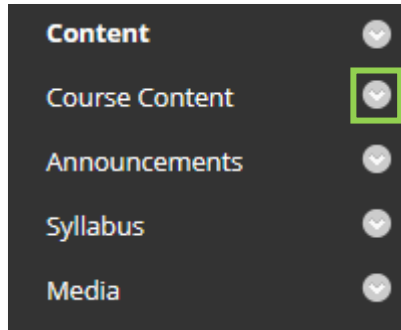 Content
Course Content
Announcements
Syllabus
Media